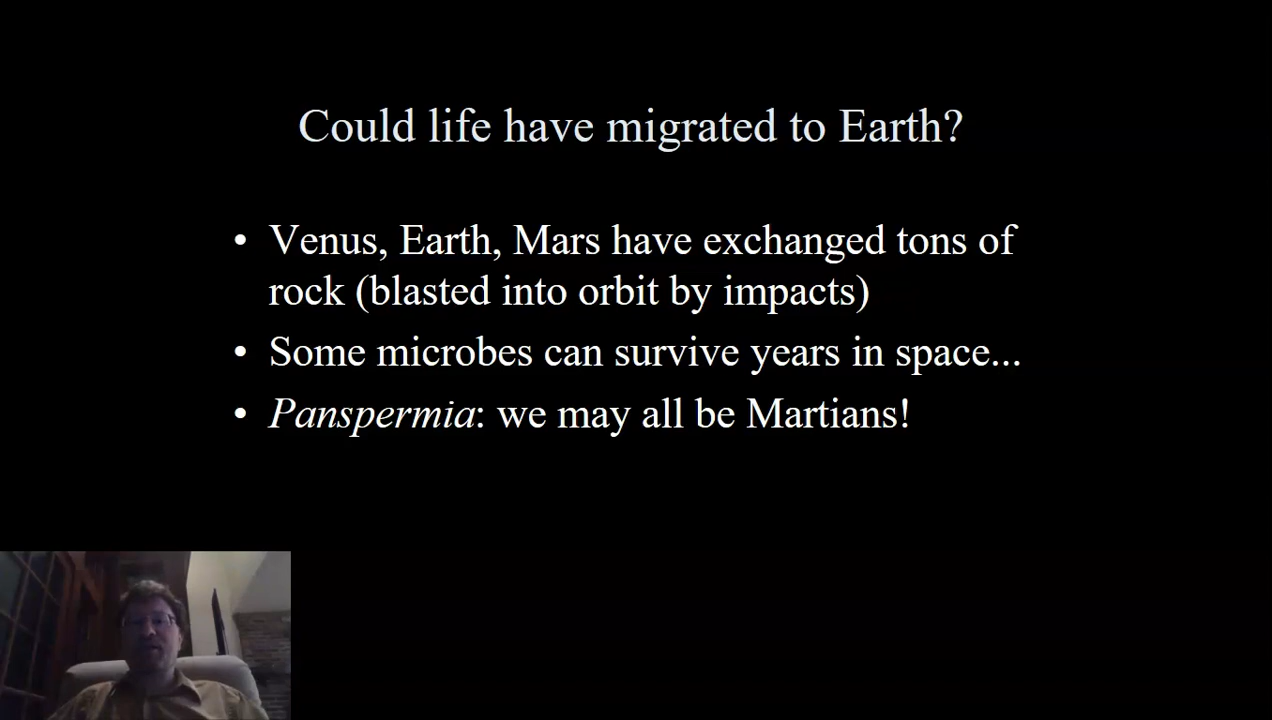 Could life have migrated to Earth?
• Venus, Earth, Mars have exchanged tons of
rock (blasted into orbit by impacts)
• Some microbes can survive years in space...
• Panspermia: we may all be Martians!